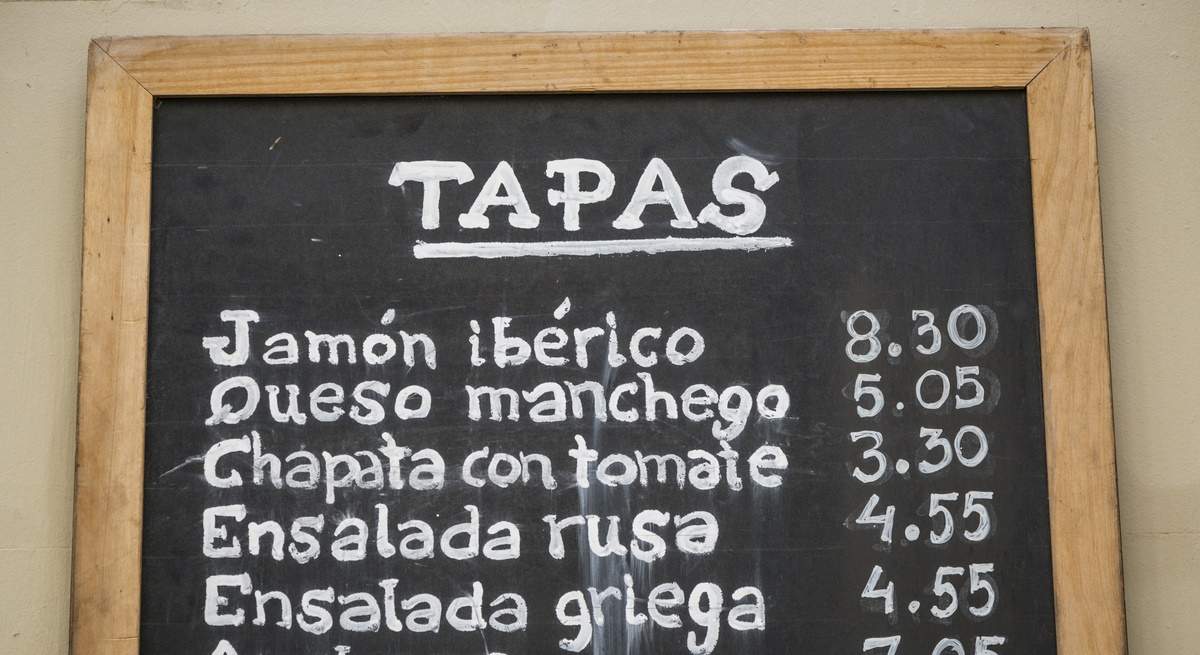 TAPAS
Jamón ibérico 8.30
Queso manchego 5.05
Chapata con tomate 3.30
Ensalada rusa 4.55
Ensalada griega 4.55